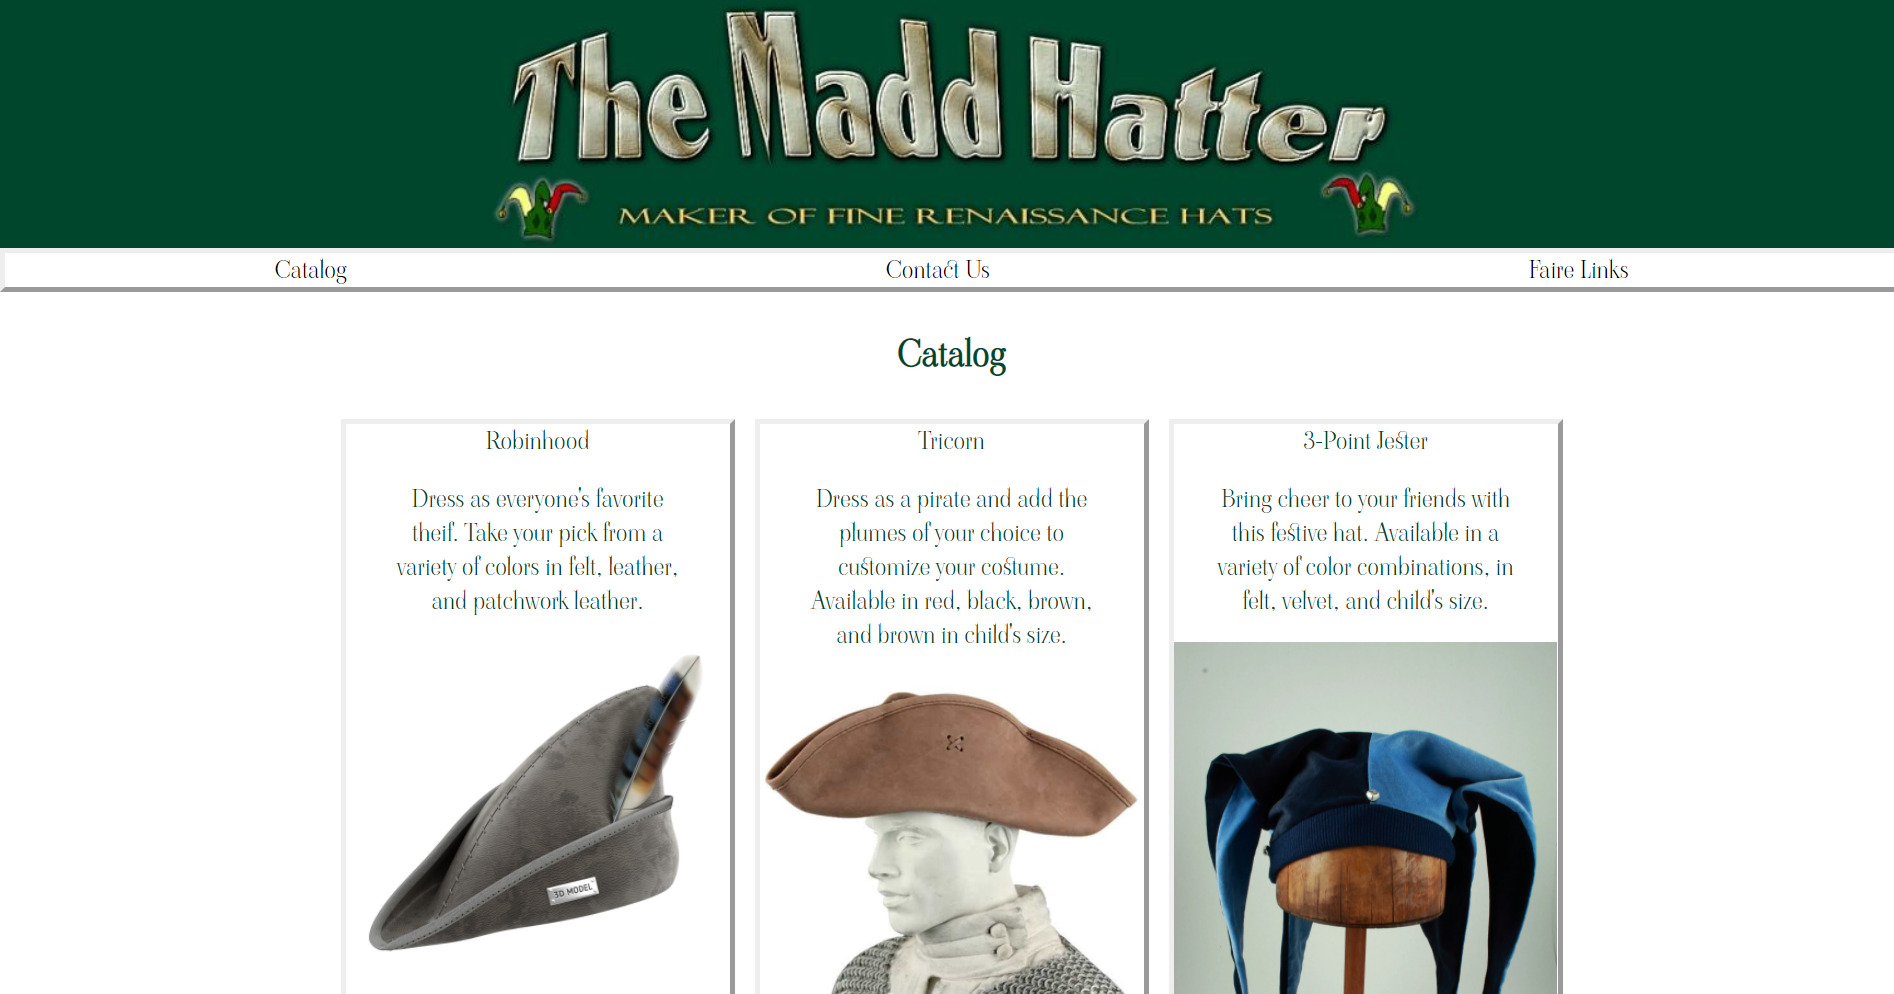 The Madd Hatter
MAKER OF FINE RENAISSANCE HATS
Catalog
Contact Us
Faire Links
Catalog
Robinhood
Dress as everyone's favorite
theif. Take your pick from a
variety of colors in felt, leather,
and patchwork leather.
3D MODEL
Tricorn
Dress as a pirate and add the
plumes of your choice to
customize your costume.
Available in red, black, brown,
and brown in child's size.
3-Point Jester
Bring cheer to your friends with
this festive hat. Available in a
variety of color combinations, in
felt, velvet, and child's size.